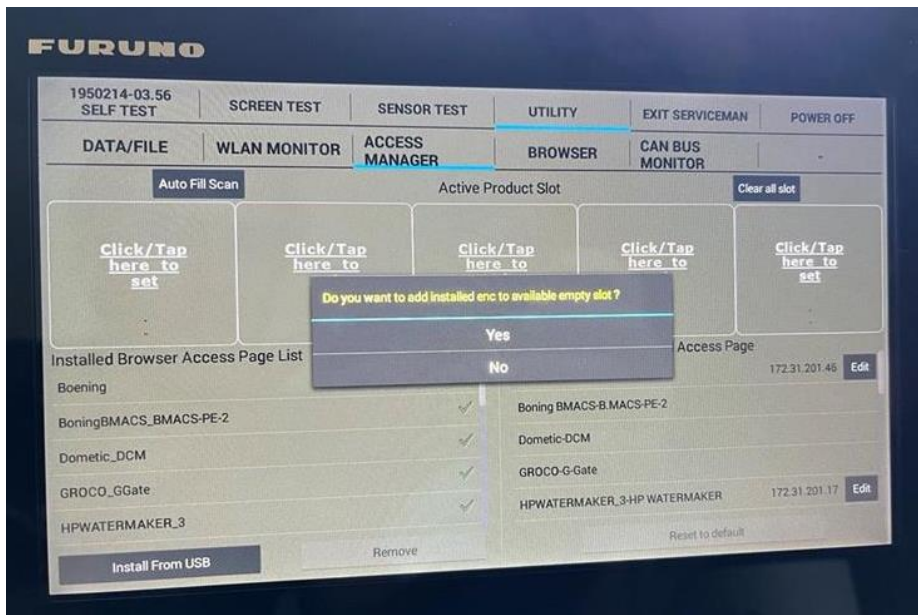 FURUNO
1950214-03.56
SELF TEST
SCREEN TEST
SENSOR TEST
UTILITY
EXIT SERVICEMAN
POWER OFF
DATA/FILE
WLAN MONITOR
ACCESS
MANAGER
BROWSER
CAN BUS
MONITOR
-
Auto Fill Scan
Active Product Slot
Clear all slot
Click/Tap
here to
set
Click/Tap
here to
Click/Tap
here to
Click/Tap
here to
Click/Tap
here to
set
Do you want to add installed enc to available empty slot ?
Yes
No
Installed Browser Access Page List
Access Page
Boening
172.31.201.46 Edit
BoningBMACS_BMACS-PE-2
Boning BMACS-B.MACS-PE-2
Dometic_DCM
Dometic-DCM
GROCO_GGate
GROCO-G-Gate
HPWATERMAKER_3
HPWATERMAKER_3-HP WATERMAKER
172.31.201.17 Edit
Install From USB
Remove
Reset to default